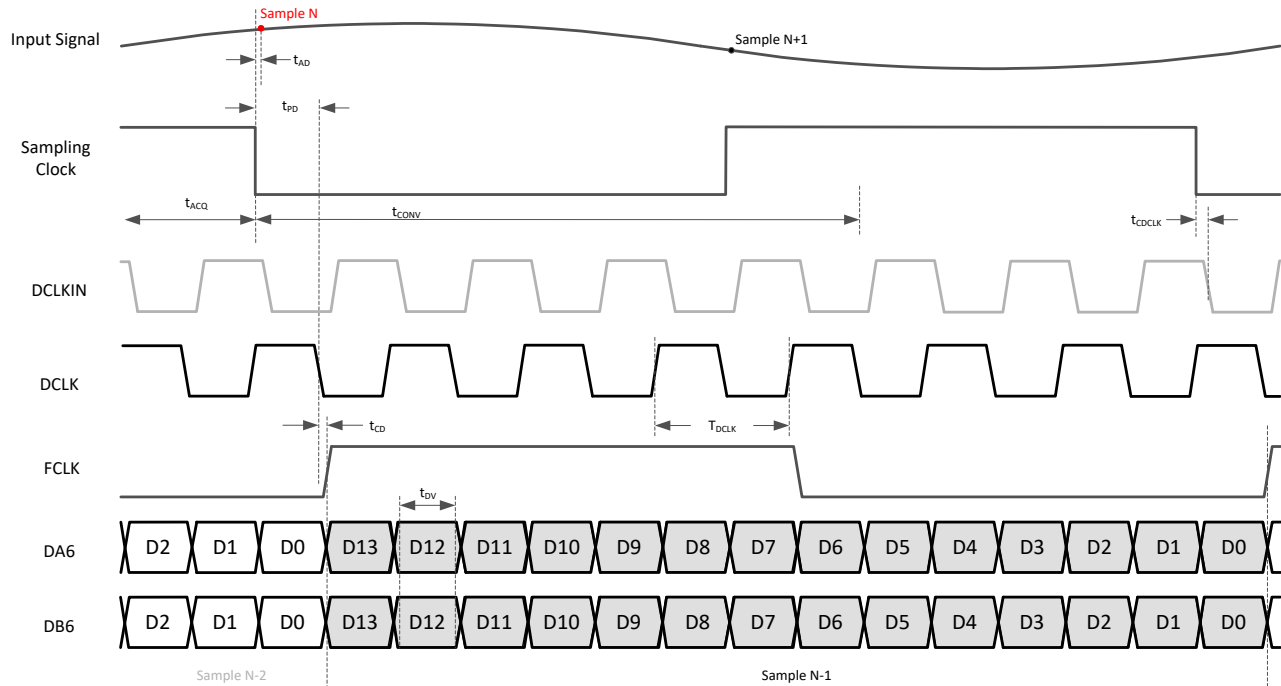 Sample N
Input Signal
Sample N+1
tAD
tPD
Sampling
Clock
tACQ
tCONV
tCDCLK
DCLKIN
DCLK
tCD
TDCLK
FCLK
tDV
DA6 D2 D1 D0 D13 D12 D11 D10 D9 D8 D7 D6 D5 D4 D3 D2 D1 D0
DB6 D2 D1 D0 D13 D12 D11 D10 D9 D8 D7 D6 D5 D4 D3 D2 D1 D0
Sample N-2 Sample N-1